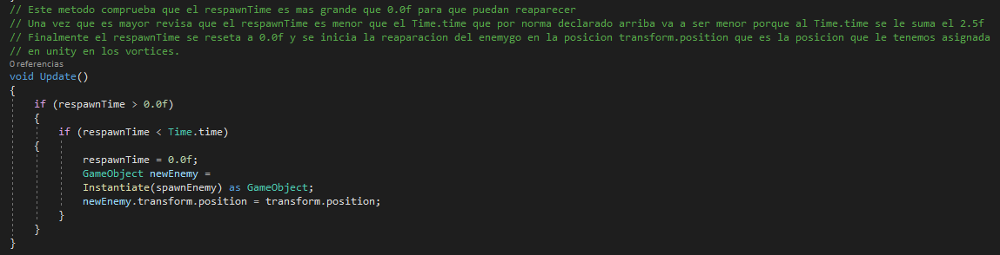 // Este metodo comprueba que el respawnTime es mas grande que 0.0f para que puedan reaparecer
// Una vez que es mayor revisa que el respawnTime es menor que el Time.time que por norma declarado arriba va a ser menor porque al Time.time se le suma el 2.5f
// Finalmente el respawnTime se reseta a 0.0f y se inicia la reaparacion del enemygo en la posicion transform.position que es la posicion que le tenemos asignada
// en unity en los vortices.
0 referencias
void Update()
{
if (respawnTime > 0.0f)
{
if (respawnTime < Time.time)
{
respawnTime = 0.0f;
GameObject newEnemy =
Instantiate(spawnEnemy) as GameObject;
newEnemy.transform.position = transform.position;
}
}
}